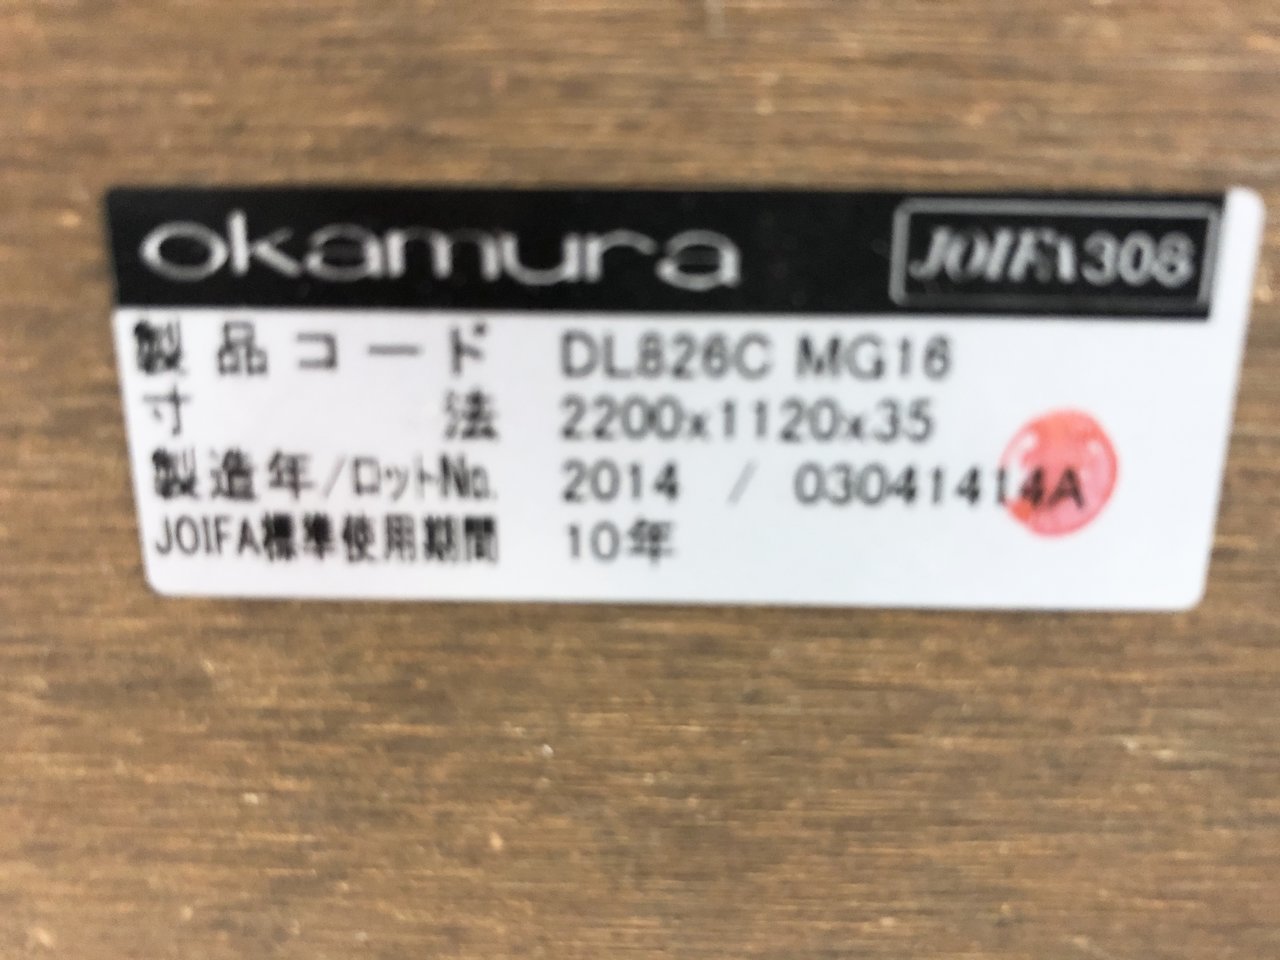 okamura JOIFA308
製品コード DL826C MG16
寸法 2200x1120x35
製造年/ロットNo. 2014 / 03041414A
JOIFA標準使用期間 10年